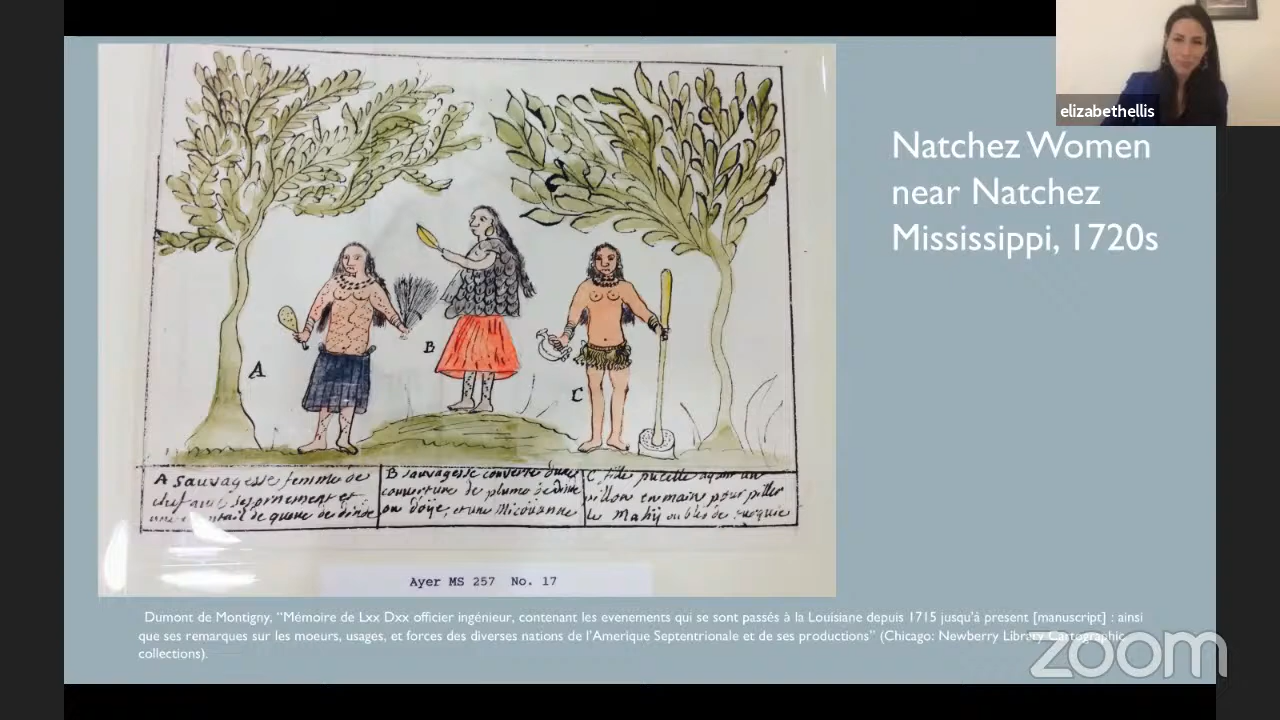 elizabethellis
Natchez Women
near Natchez
Mississippi, 1720s
A
B
C
A Sauvagesse femme de
chef avec ses ornement et
de queue de dinde
B sauvagesse couverte d'une
couverture de plume de dinde
ou d'oye, et une Micouanne
C fille pucelle ayant un
pillon en main pour piller
Le Mahy ou bled de
Ayer MS 257 No. 17
Dumont de Montigny, “Mémoire de Lxx Dxx officier ingénieur, contenant les evenements qui se sont passés à la Louisiane depuis 1715 jusqu'à present [manuscript] : ainsi
que ses remarques sur les moeurs, usages, et forces des diverses nations de l'Amerique Septentrionale et de ses productions” (Chicago: Newberry Library Cartographic
collections).
zoom